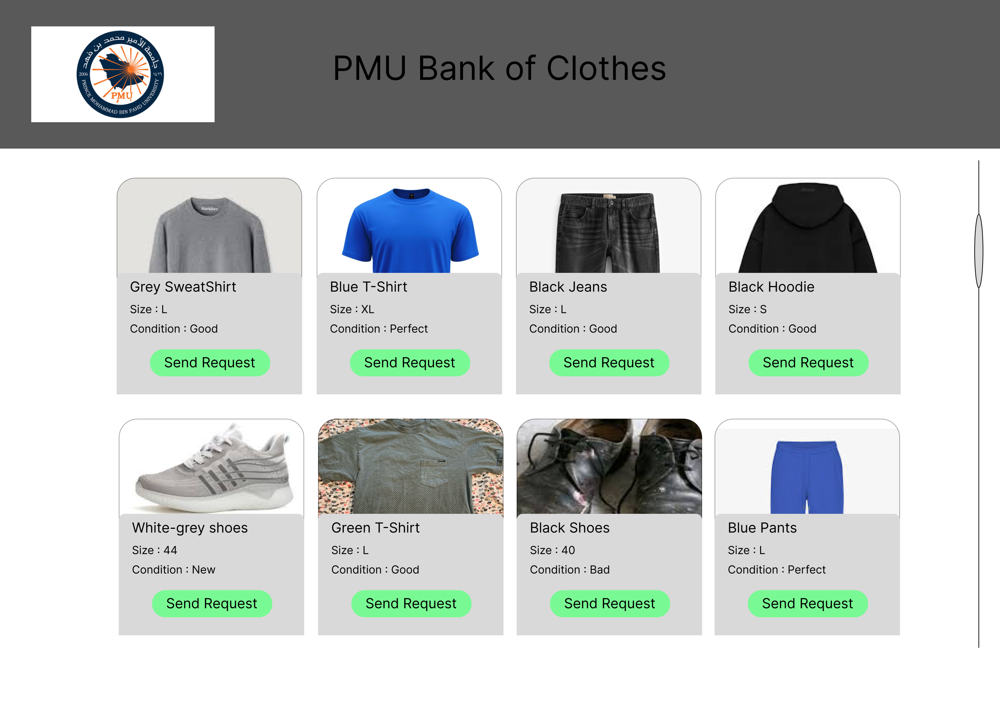 جامعة الأمير محمد بن فهد
2006
١٤٢٦
PMU
PRINCE MOHAMMAD BIN FAHD UNIVERSITY
PMU Bank of Clothes
Grey SweatShirt
Size : L
Condition : Good
Send Request
Blue T-Shirt
Size : XL
Condition : Perfect
Send Request
Black Jeans
Size : L
Condition : Good
Send Request
Black Hoodie
Size : S
Condition : Good
Send Request
White-grey shoes
Size : 44
Condition : New
Send Request
Green T-Shirt
Size : L
Condition : Good
Send Request
Black Shoes
Size : 40
Condition : Bad
Send Request
Blue Pants
Size : L
Condition : Perfect
Send Request